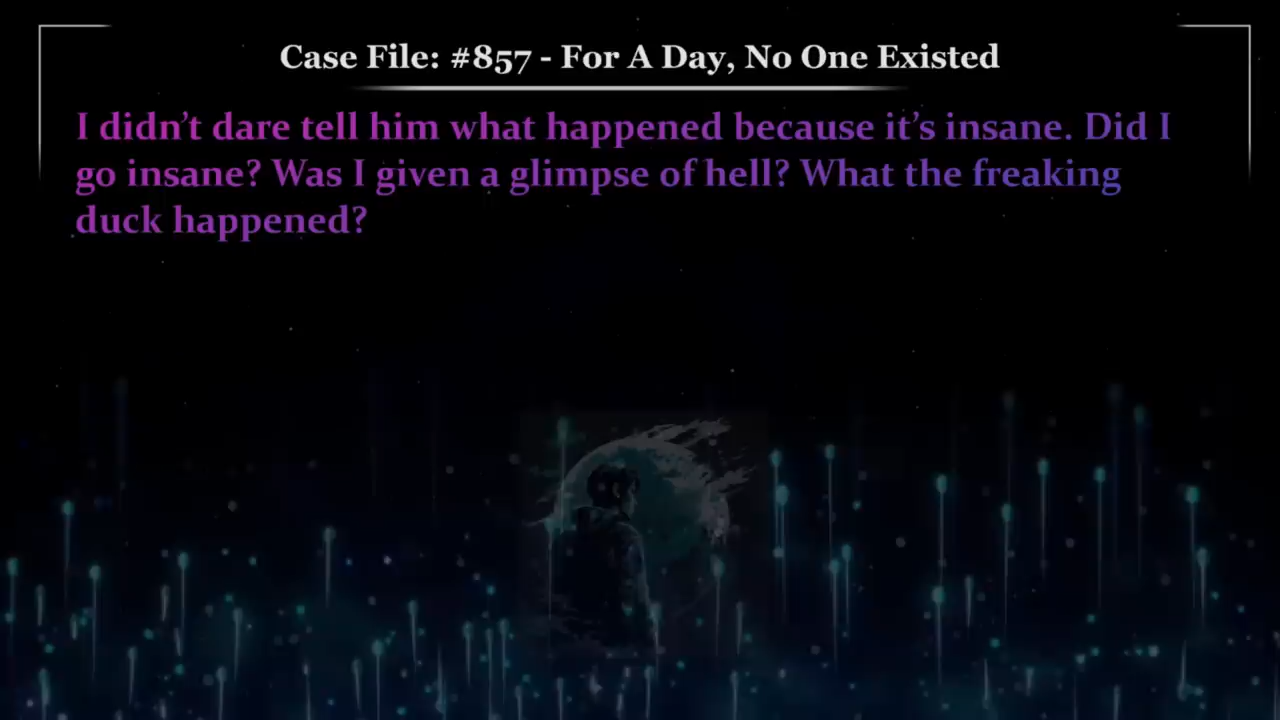 Case File: #857 - For A Day, No One Existed
I didn't dare tell him what happened because it's insane. Did I
go insane? Was I given a glimpse of hell? What the freaking
duck happened?